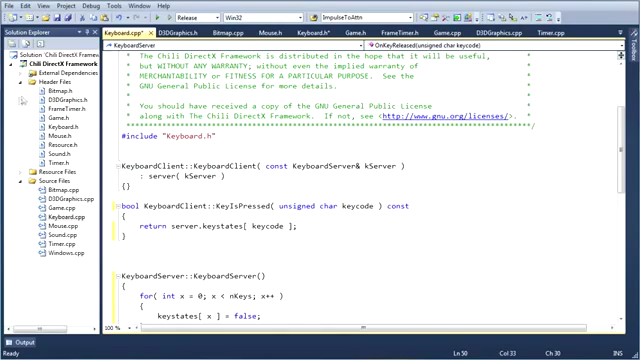 File Edit View Project Debug Tools Window Help
Release Win32 ImpulseToAttn
Solution Explorer
Keyboard.cpp* D3DGraphics.h Mouse.h Bitmap.h Keyboard.h* Game.h FrameTimer.h Game.cpp Timer.cpp
KeyboardServer OnKeyReleased(unsigned char keycode)
Solution 'Chili DirectX Framew
Chili DirectX Framework
External Dependencies
Header Files
Bitmap.h
D3DGraphics.h
FrameTimer.h
Game.h
Keyboard.h
Mouse.h
Resource.h
Sound.h
Timer.h
Resource Files
Source Files
Bitmap.cpp
D3DGraphics.cpp
Game.cpp
Keyboard.cpp
Mouse.cpp
Sound.cpp
Timer.cpp
Windows.cpp
* The Chili DirectX Framework is distributed in the hope that it will be useful,
* but WITHOUT ANY WARRANTY; without even the implied warranty of
* MERCHANTABILITY or FITNESS FOR A PARTICULAR PURPOSE. See the
* GNU General Public License for more details.
*
* You should have received a copy of the GNU General Public License
* along with The Chili DirectX Framework. If not, see <http://www.gnu.org/licenses/>.
*/
#include "Keyboard.h"
KeyboardClient::KeyboardClient( const KeyboardServer& kServer )
: server( kServer )
{}
bool KeyboardClient::KeyIsPressed( unsigned char keycode ) const
{
return server.keystates[ keycode ];
}
KeyboardServer::KeyboardServer()
{
for( int x = 0; x < nKeys; x++ )
{
keystates[ x ] = false;
100 %
Toolbox
Output
Ready Ln 50 Col 33 Ch 30